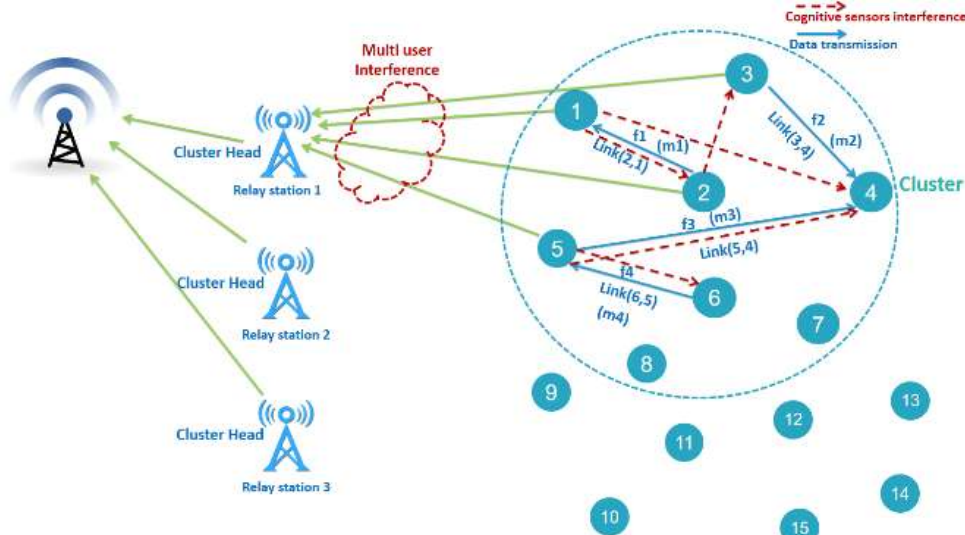 Cognitive sensors interference
Data transmission
Multi user
Interference
3
1
f2
(m2)
Link(3,4)
f1
(m1)
Link(2,1)
Cluster Head
Relay station 1
2
4
Cluster
(m3)
f3
Link(5,4)
5
f4
Link(6,5)
(m4)
6
Cluster Head
Relay station 2
7
8
9
13
12
11
Cluster Head
Relay station 3
14
10
15